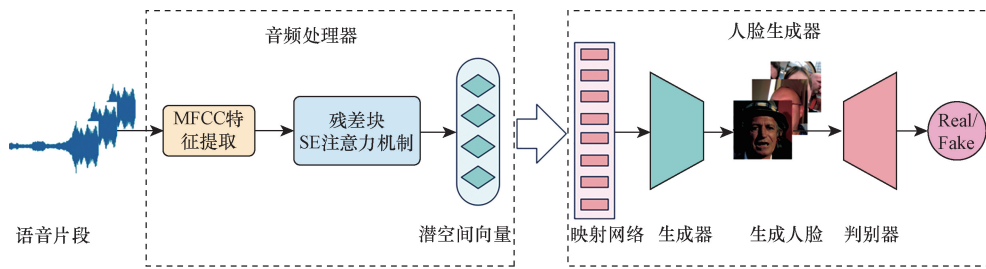 音频处理器
人脸生成器
MFCC特
征提取
残差块
SE注意力机制
Real/
Fake
语音片段
潜空间向量
映射网络
生成器
生成人脸
判别器